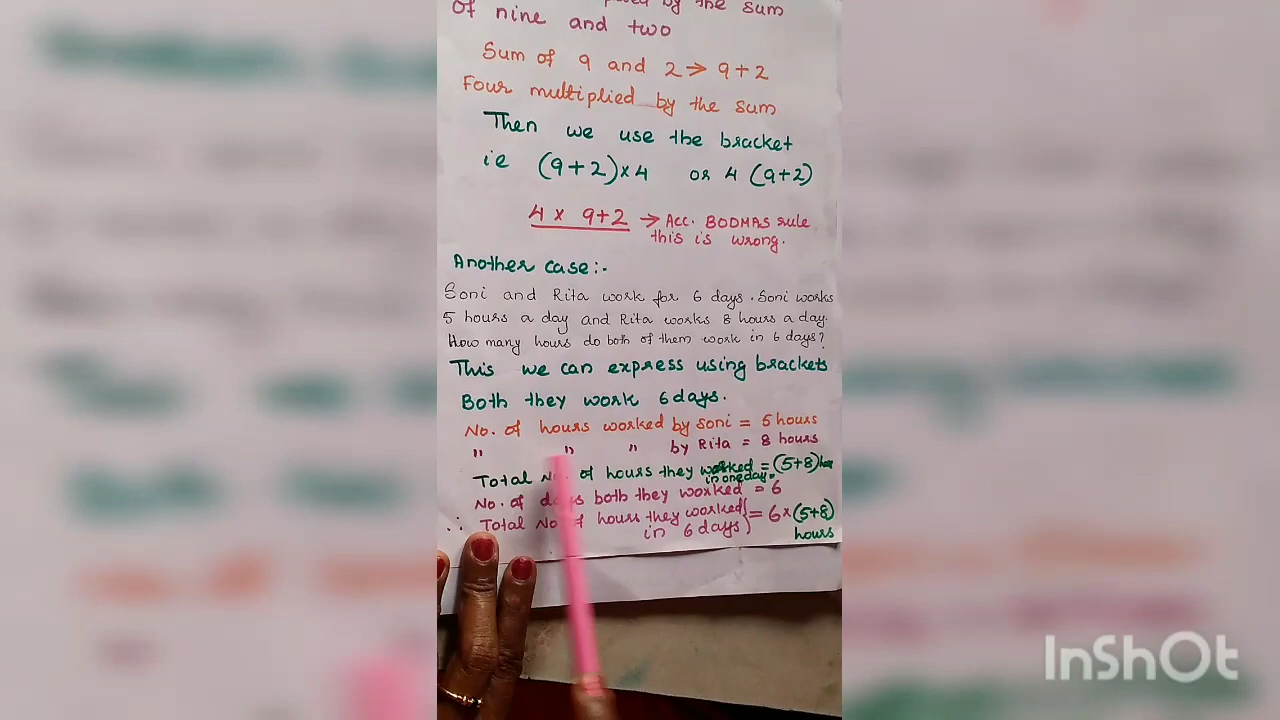 by the sum
of nine and two
Sum of 9 and 2 → 9+2
Four multiplied by the sum
Then we use the bracket
ie (9+2)×4 or 4 (9+2)
4 × 9+2 → Acc. BODMAS rule
this is wrong.
Another case:-
Soni and Rita work for 6 days. Soni works
5 hours a day and Rita works 8 hours a day.
How many hours do both of them work in 6 days?
This we can express using brackets
Both they work 6 days.
No. of hours worked by Soni = 5 hours
" " " by Rita = 8 hours
Total No. of hours they worked = (5+8)
in one day
No. of days both they worked = 6
∴ Total No. of hours they worked } = 6×(5+8)
in 6 days hours
InShOt